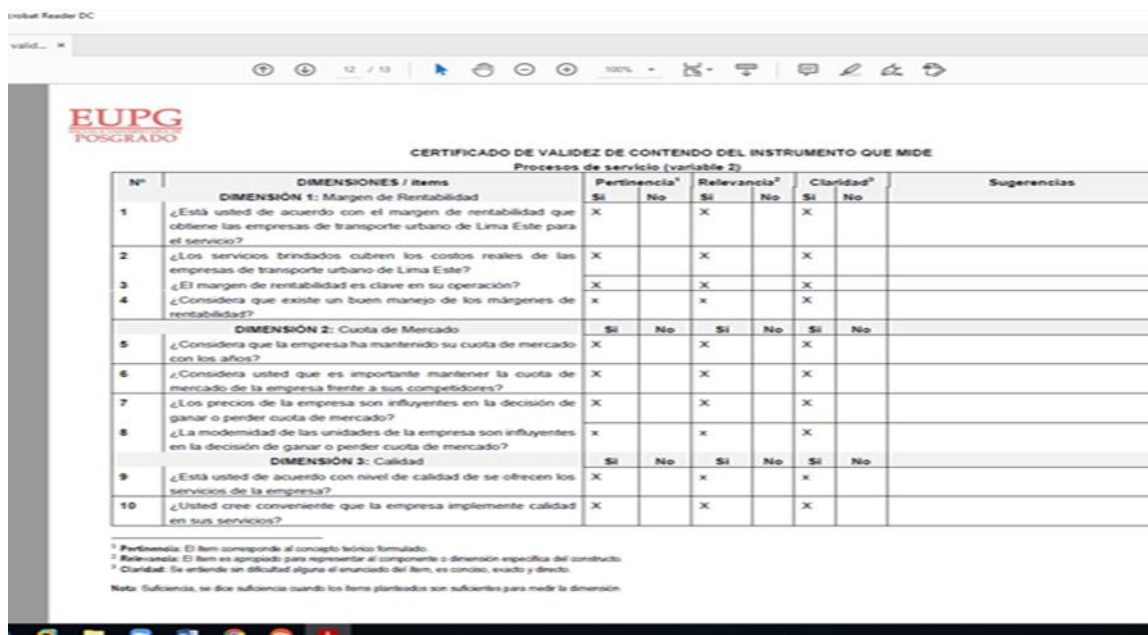 crobat Reader DC
valid...
12 / 13
100%
EUPG
POSGRADO
CERTIFICADO DE VALIDEZ DE CONTENDO DEL INSTRUMENTO QUE MIDE
Procesos de servicio (variable 2)
Nº DIMENSIONES / items Pertinencia¹ Relevancia² Claridad³ Sugerencias
DIMENSIÓN 1: Margen de Rentabilidad Si No Si No Si No
1 ¿Está usted de acuerdo con el margen de rentabilidad que X X X
obtiene las empresas de transporte urbano de Lima Este para
el servicio?
2 ¿Los servicios brindados cubren los costos reales de las X X X
empresas de transporte urbano de Lima Este?
3 ¿El margen de rentabilidad es clave en su operación? X X X
4 ¿Considera que existe un buen manejo de los márgenes de x x X
rentabilidad?
DIMENSIÓN 2: Cuota de Mercado Si No Si No Si No
5 ¿Considera que la empresa ha mantenido su cuota de mercado X X X
con los años?
6 ¿Considera usted que es importante mantener la cuota de X X X
mercado de la empresa frente a sus competidores?
7 ¿Los precios de la empresa son influyentes en la decisión de X X X
ganar o perder cuota de mercado?
8 ¿La modernidad de las unidades de la empresa son influyentes x x X
en la decisión de ganar o perder cuota de mercado?
DIMENSIÓN 3: Calidad Si No Si No Si No
9 ¿Está usted de acuerdo con nivel de calidad de se ofrecen los X x x
servicios de la empresa?
10 ¿Usted cree conveniente que la empresa implemente calidad X X X
en sus servicios?
¹ Pertinencia: El ítem corresponde al concepto teórico formulado.
² Relevancia: El ítem es apropiado para representar al componente o dimensión específica del constructo.
³ Claridad: Se entiende sin dificultad alguna el enunciado del ítem, es conciso, exacto y directo.
Nota: Suficiencia, se dice suficiencia cuando los ítems planteados son suficientes para medir la dimensión